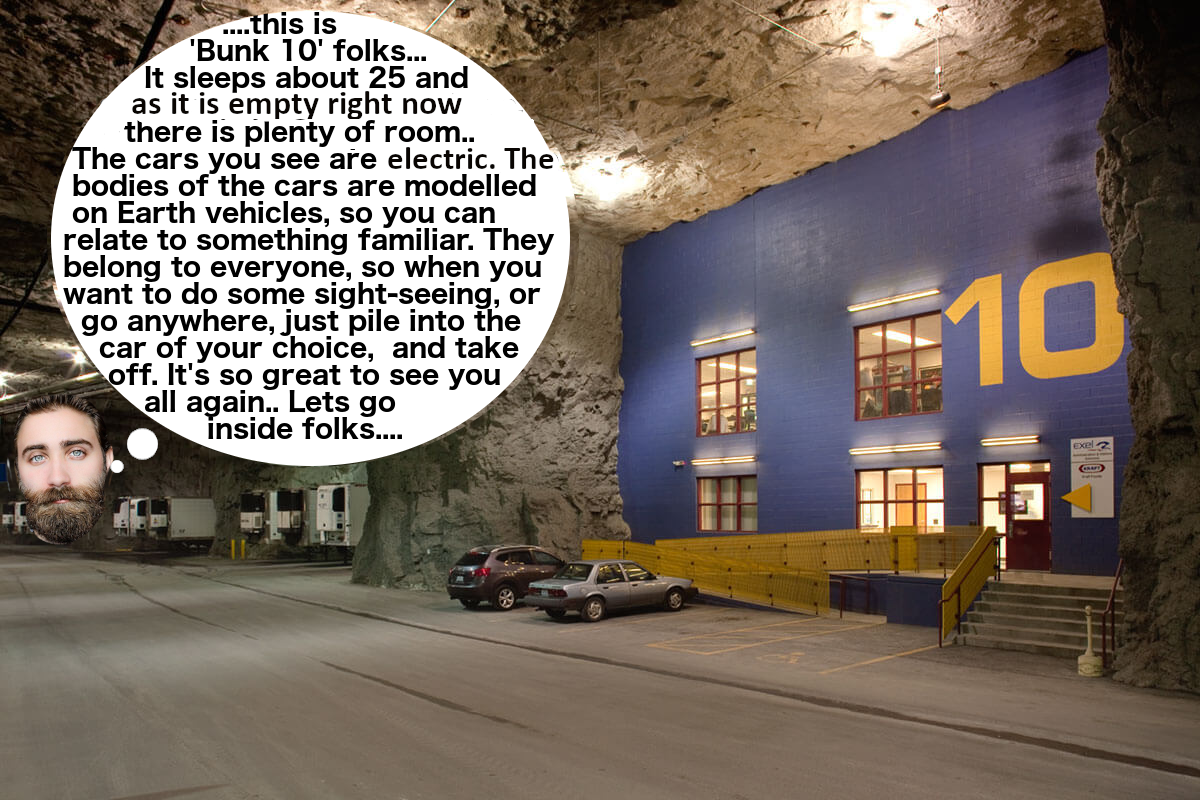 ....this is
'Bunk 10' folks...
It sleeps about 25 and
as it is empty right now
there is plenty of room..
The cars you see are electric. The
bodies of the cars are modelled
on Earth vehicles, so you can
relate to something familiar. They
belong to everyone, so when you
want to do some sight-seeing, or
go anywhere, just pile into the
car of your choice,  and take
off. It's so great to see you
all again.. Lets go
inside folks....
10
exel
KRAFT
Kraft Foods